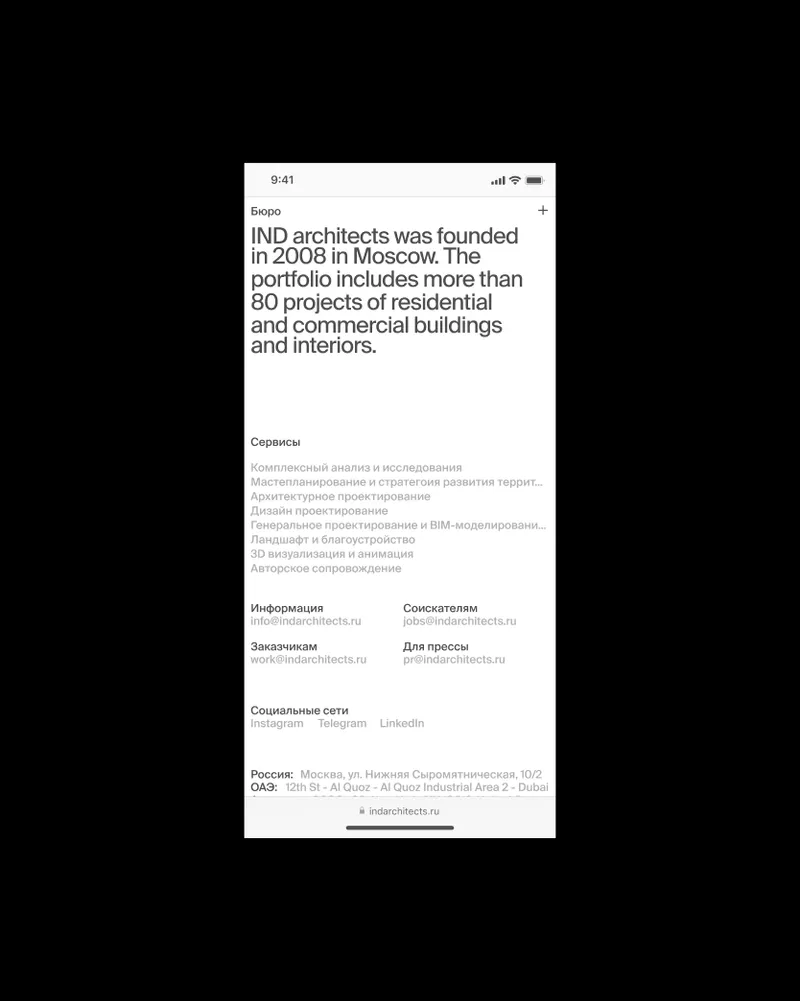 9:41
Бюро
IND architects was founded
in 2008 in Moscow. The
portfolio includes more than
80 projects of residential
and commercial buildings
and interiors.
Сервисы
Комплексный анализ и исследования
Мастепланирование и стратегоия развития террит...
Архитектурное проектирование
Дизайн проектирование
Генеральное проектирование и BIM-моделировани...
Ландшафт и благоустройство
3D визуализация и анимация
Авторское сопровождение
Информация
info@indarchitects.ru
Соискателям
jobs@indarchitects.ru
Заказчикам
work@indarchitects.ru
Для прессы
pr@indarchitects.ru
Социальные сети
Instagram Telegram LinkedIn
Россия: Москва, ул. Нижняя Сыромятническая, 10/2
ОАЭ: 12th St - Al Quoz - Al Quoz Industrial Area 2 - Dubai
indarchitects.ru